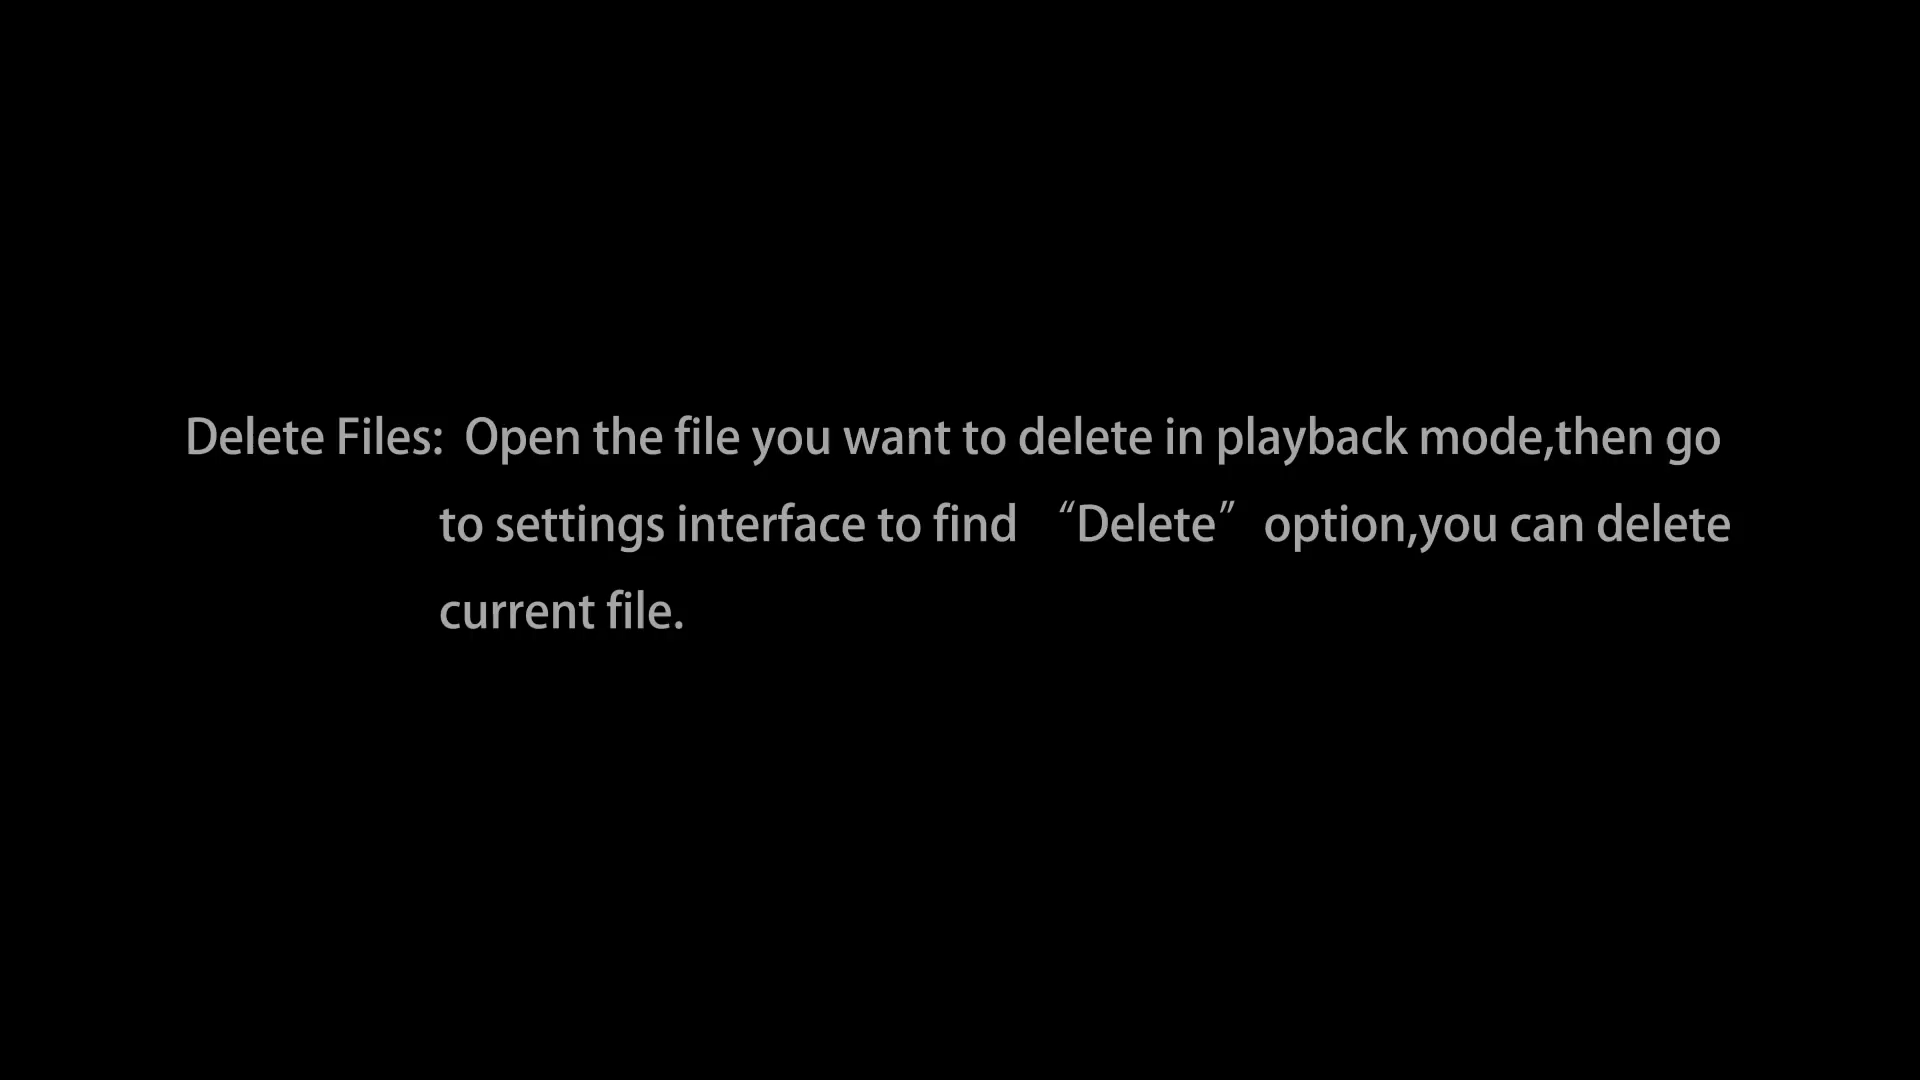 Delete Files: Open the file you want to delete in playback mode,then go
to settings interface to find “Delete” option,you can delete
current file.